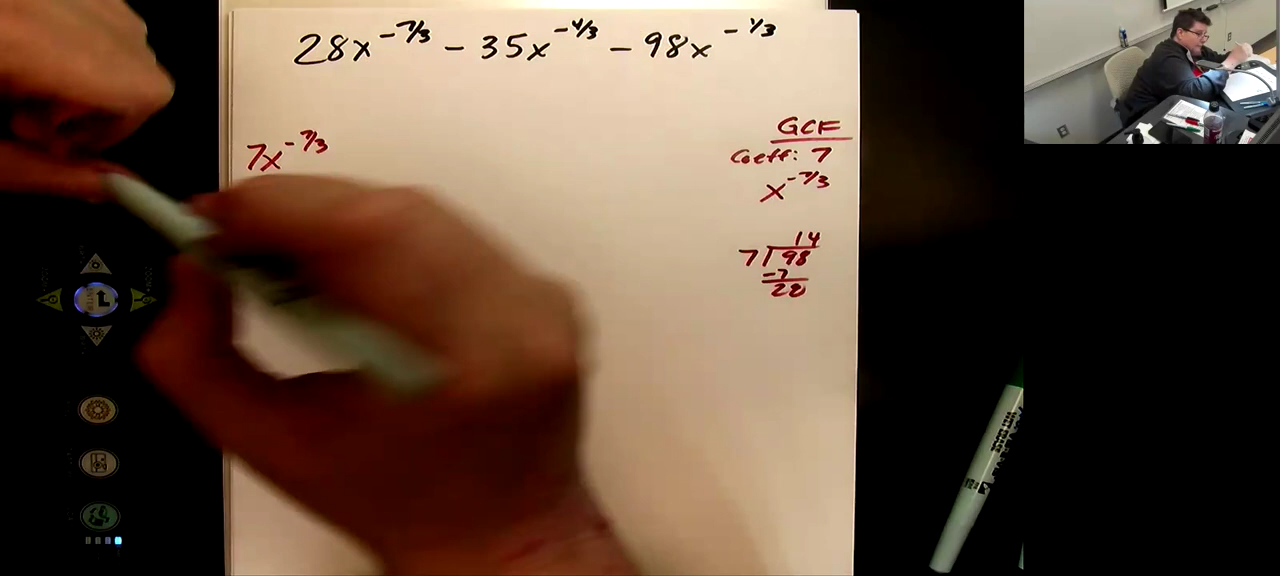 28x^{-7/3} - 35x^{-4/3} - 98x^{-1/3}
GCF
Coeff: 7
7x^{-7/3}
x^{-7/3}
14
7 98
-7
28